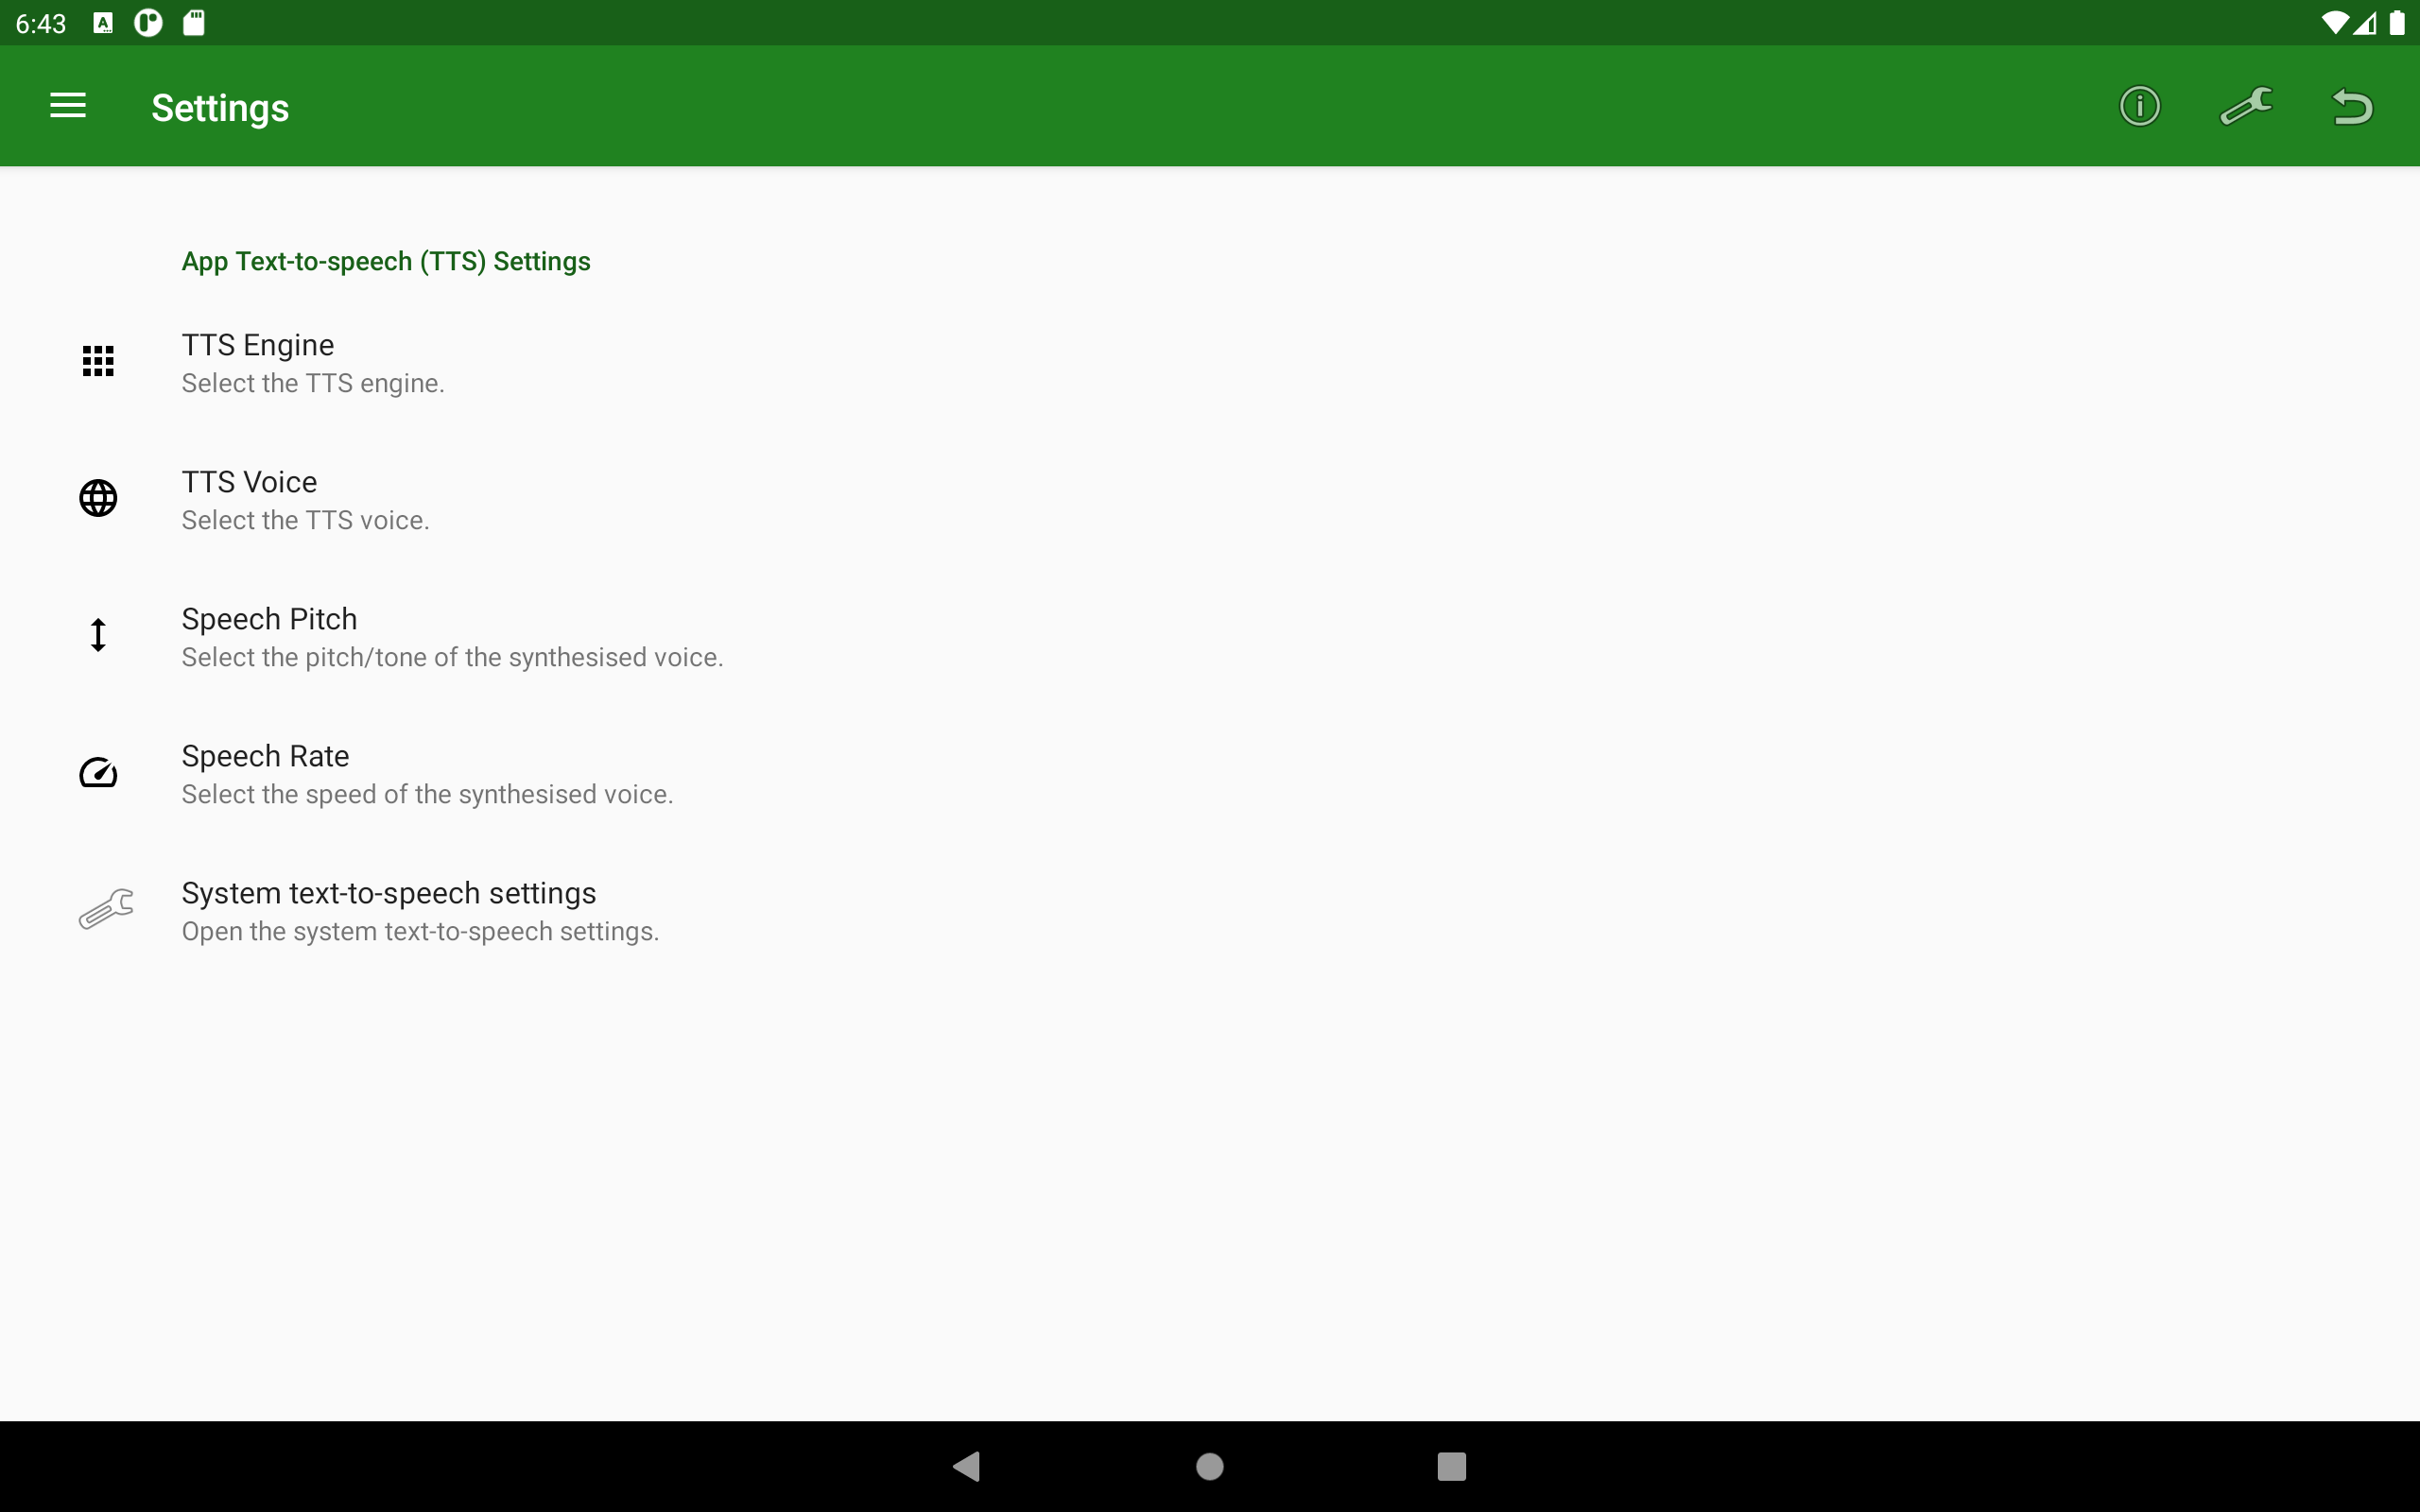 6:43
Settings
App Text-to-speech (TTS) Settings
TTS Engine
Select the TTS engine.
TTS Voice
Select the TTS voice.
Speech Pitch
Select the pitch/tone of the synthesised voice.
Speech Rate
Select the speed of the synthesised voice.
System text-to-speech settings
Open the system text-to-speech settings.